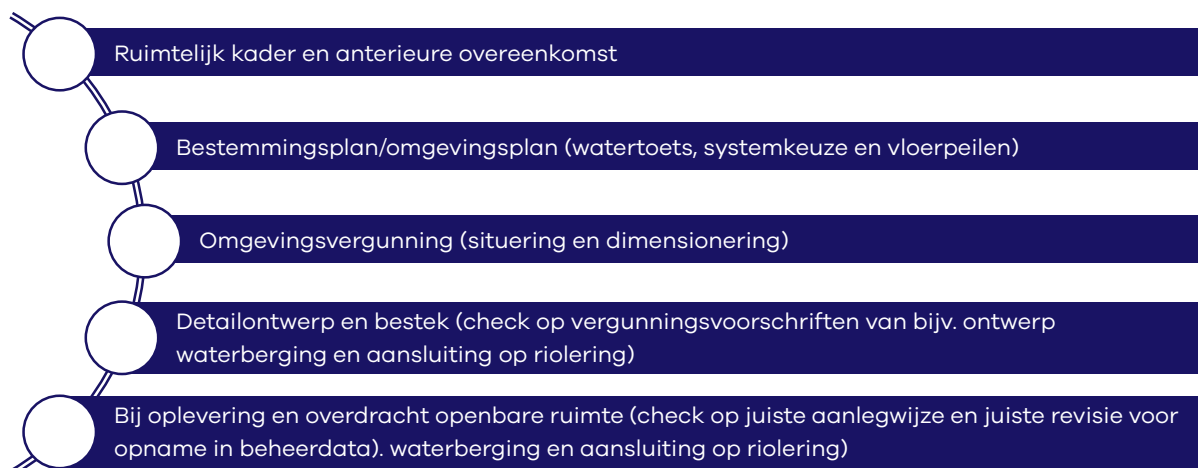 Ruimtelijk kader en anterieure overeenkomst
Bestemmingsplan/omgevingsplan (watertoets, systemkeuze en vloerpeilen)
Omgevingsvergunning (situering en dimensionering)
Detailontwerp en bestek (check op vergunningsvoorschriften van bijv. ontwerp
waterberging en aansluiting op riolering)
Bij oplevering en overdracht openbare ruimte (check op juiste aanlegwijze en juiste revisie voor
opname in beheerdata). waterberging en aansluiting op riolering)